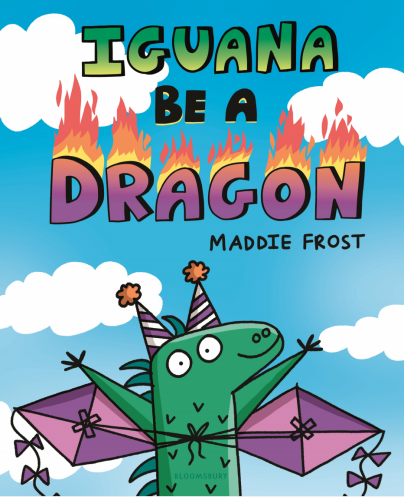 IGUANA
BE A
DRAGON
MADDIE FROST
BLOOMSBURY